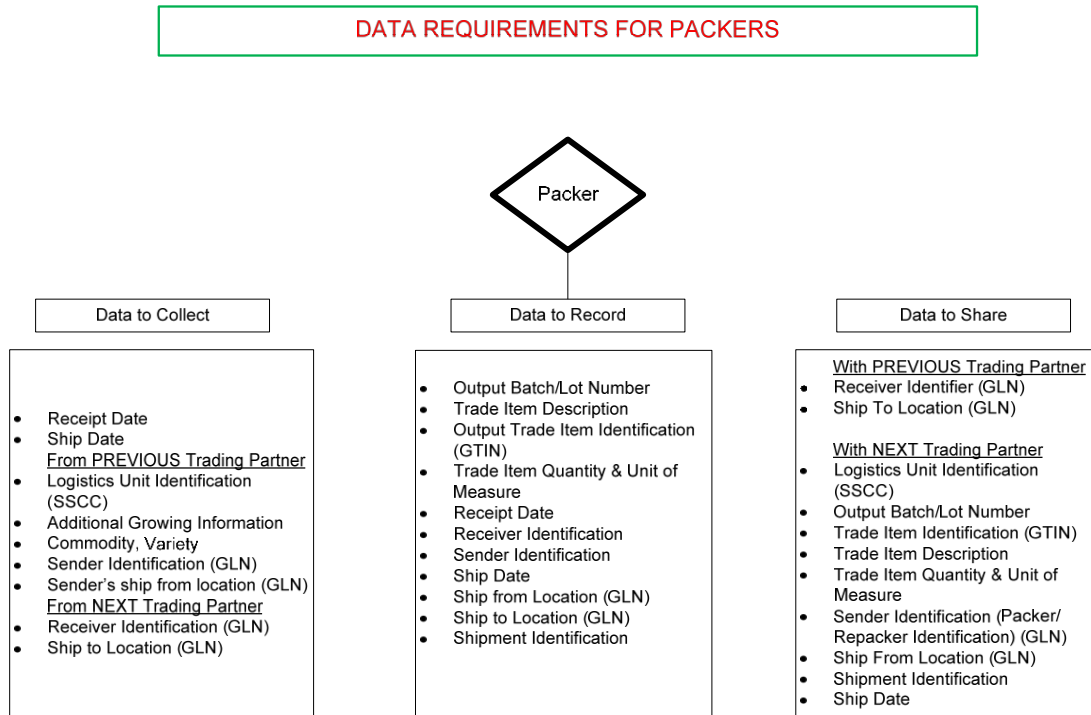 DATA REQUIREMENTS FOR PACKERS
Packer
Data to Collect
Receipt Date
Ship Date
From PREVIOUS Trading Partner
Logistics Unit Identification
(SSCC)
Additional Growing Information
Commodity, Variety
Sender Identification (GLN)
Sender's ship from location (GLN)
From NEXT Trading Partner
Receiver Identification (GLN)
Ship to Location (GLN)
Data to Record
Output Batch/Lot Number
Trade Item Description
Output Trade Item Identification
(GTIN)
Trade Item Quantity & Unit of
Measure
Receipt Date
Receiver Identification
Sender Identification
Ship Date
Ship from Location (GLN)
Ship to Location (GLN)
Shipment Identification
Data to Share
With PREVIOUS Trading Partner
Receiver Identifier (GLN)
Ship To Location (GLN)
With NEXT Trading Partner
Logistics Unit Identification
(SSCC)
Output Batch/Lot Number
Trade Item Identification (GTIN)
Trade Item Description
Trade Item Quantity & Unit of
Measure
Sender Identification (Packer/
Repacker Identification) (GLN)
Ship From Location (GLN)
Shipment Identification
Ship Date